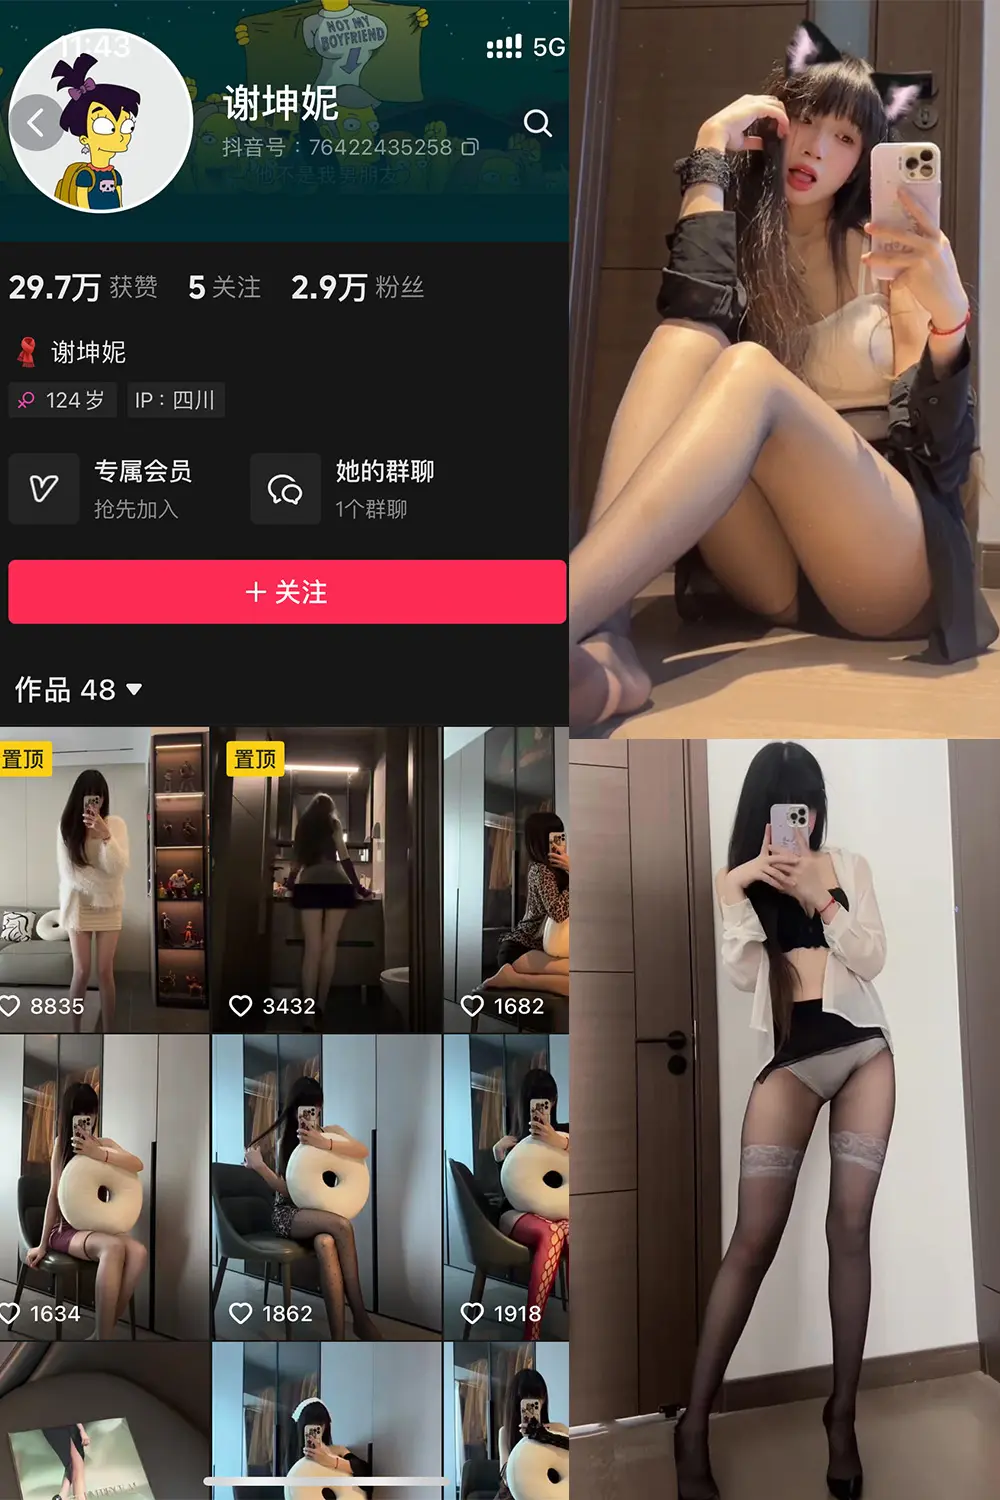 11:43
5G
NOT MY
BOYFRIEND
谢坤妮
抖音号：76422435258
他不是我男朋友
29.7万 获赞 5 关注 2.9万 粉丝
谢坤妮
124岁 IP：四川
专属会员 她的群聊
抢先加入 1个群聊
+ 关注
作品 48
置顶 置顶
8835 3432 1682
1634 1862 1918